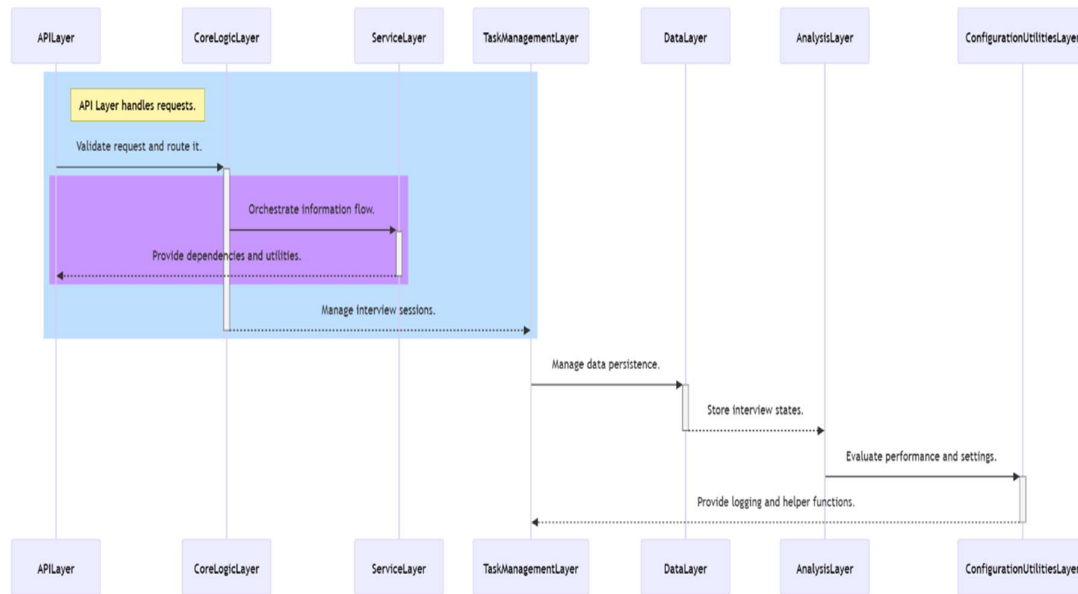 APILayer
CoreLogicLayer
ServiceLayer
TaskManagementLayer
DataLayer
AnalysisLayer
ConfigurationUtilitiesLayer
API Layer handles requests.
Validate request and route it.
Orchestrate information flow.
Provide dependencies and utilities.
Manage interview sessions.
Manage data persistence.
Store interview states.
Evaluate performance and settings.
Provide logging and helper functions.
APILayer
CoreLogicLayer
ServiceLayer
TaskManagementLayer
DataLayer
AnalysisLayer
ConfigurationUtilitiesLayer